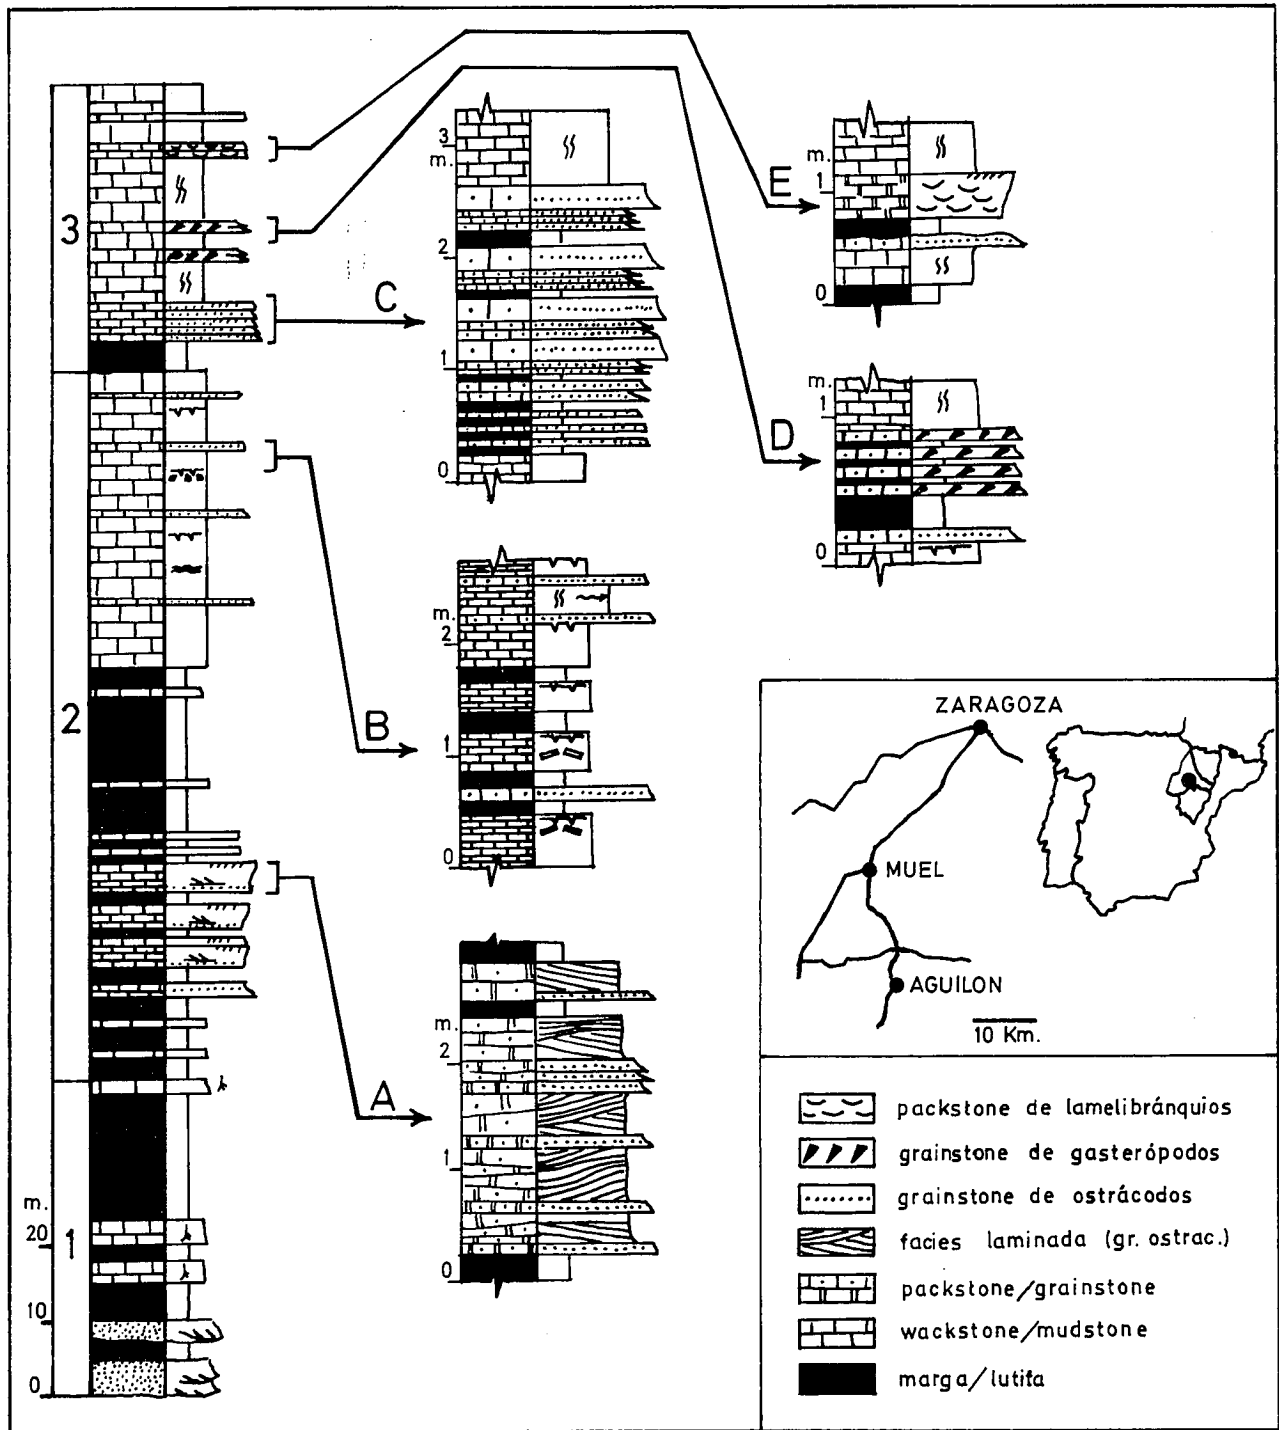 3
2
1
m.
20
10
0
C
3
m.
2
1
0
B
m.
2
1
0
A
m.
2
1
0
E
m.
1
0
D
m.
1
0
ZARAGOZA
MUEL
AGUILON
10 Km.
packstone de lamelibránquios
grainstone de gasterópodos
grainstone de ostrácodos
facies laminada (gr. ostrac.)
packstone/grainstone
wackstone/mudstone
marga/lutita